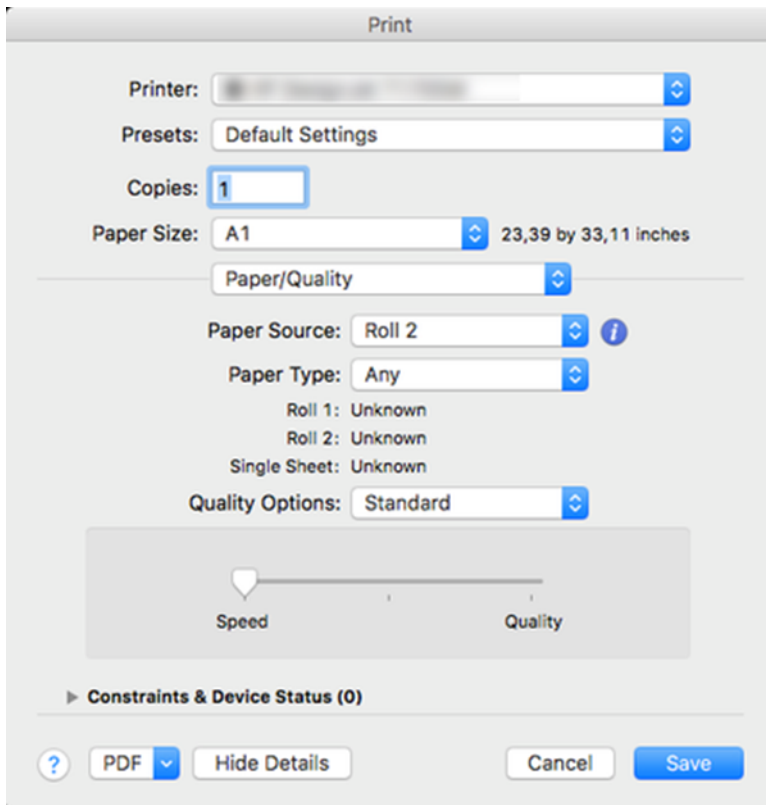 Print
Printer:
Presets: Default Settings
Copies: 1
Paper Size: A1 23,39 by 33,11 inches
Paper/Quality
Paper Source: Roll 2 i
Paper Type: Any
Roll 1: Unknown
Roll 2: Unknown
Single Sheet: Unknown
Quality Options: Standard
Speed Quality
Constraints & Device Status (0)
? PDF Hide Details Cancel Save